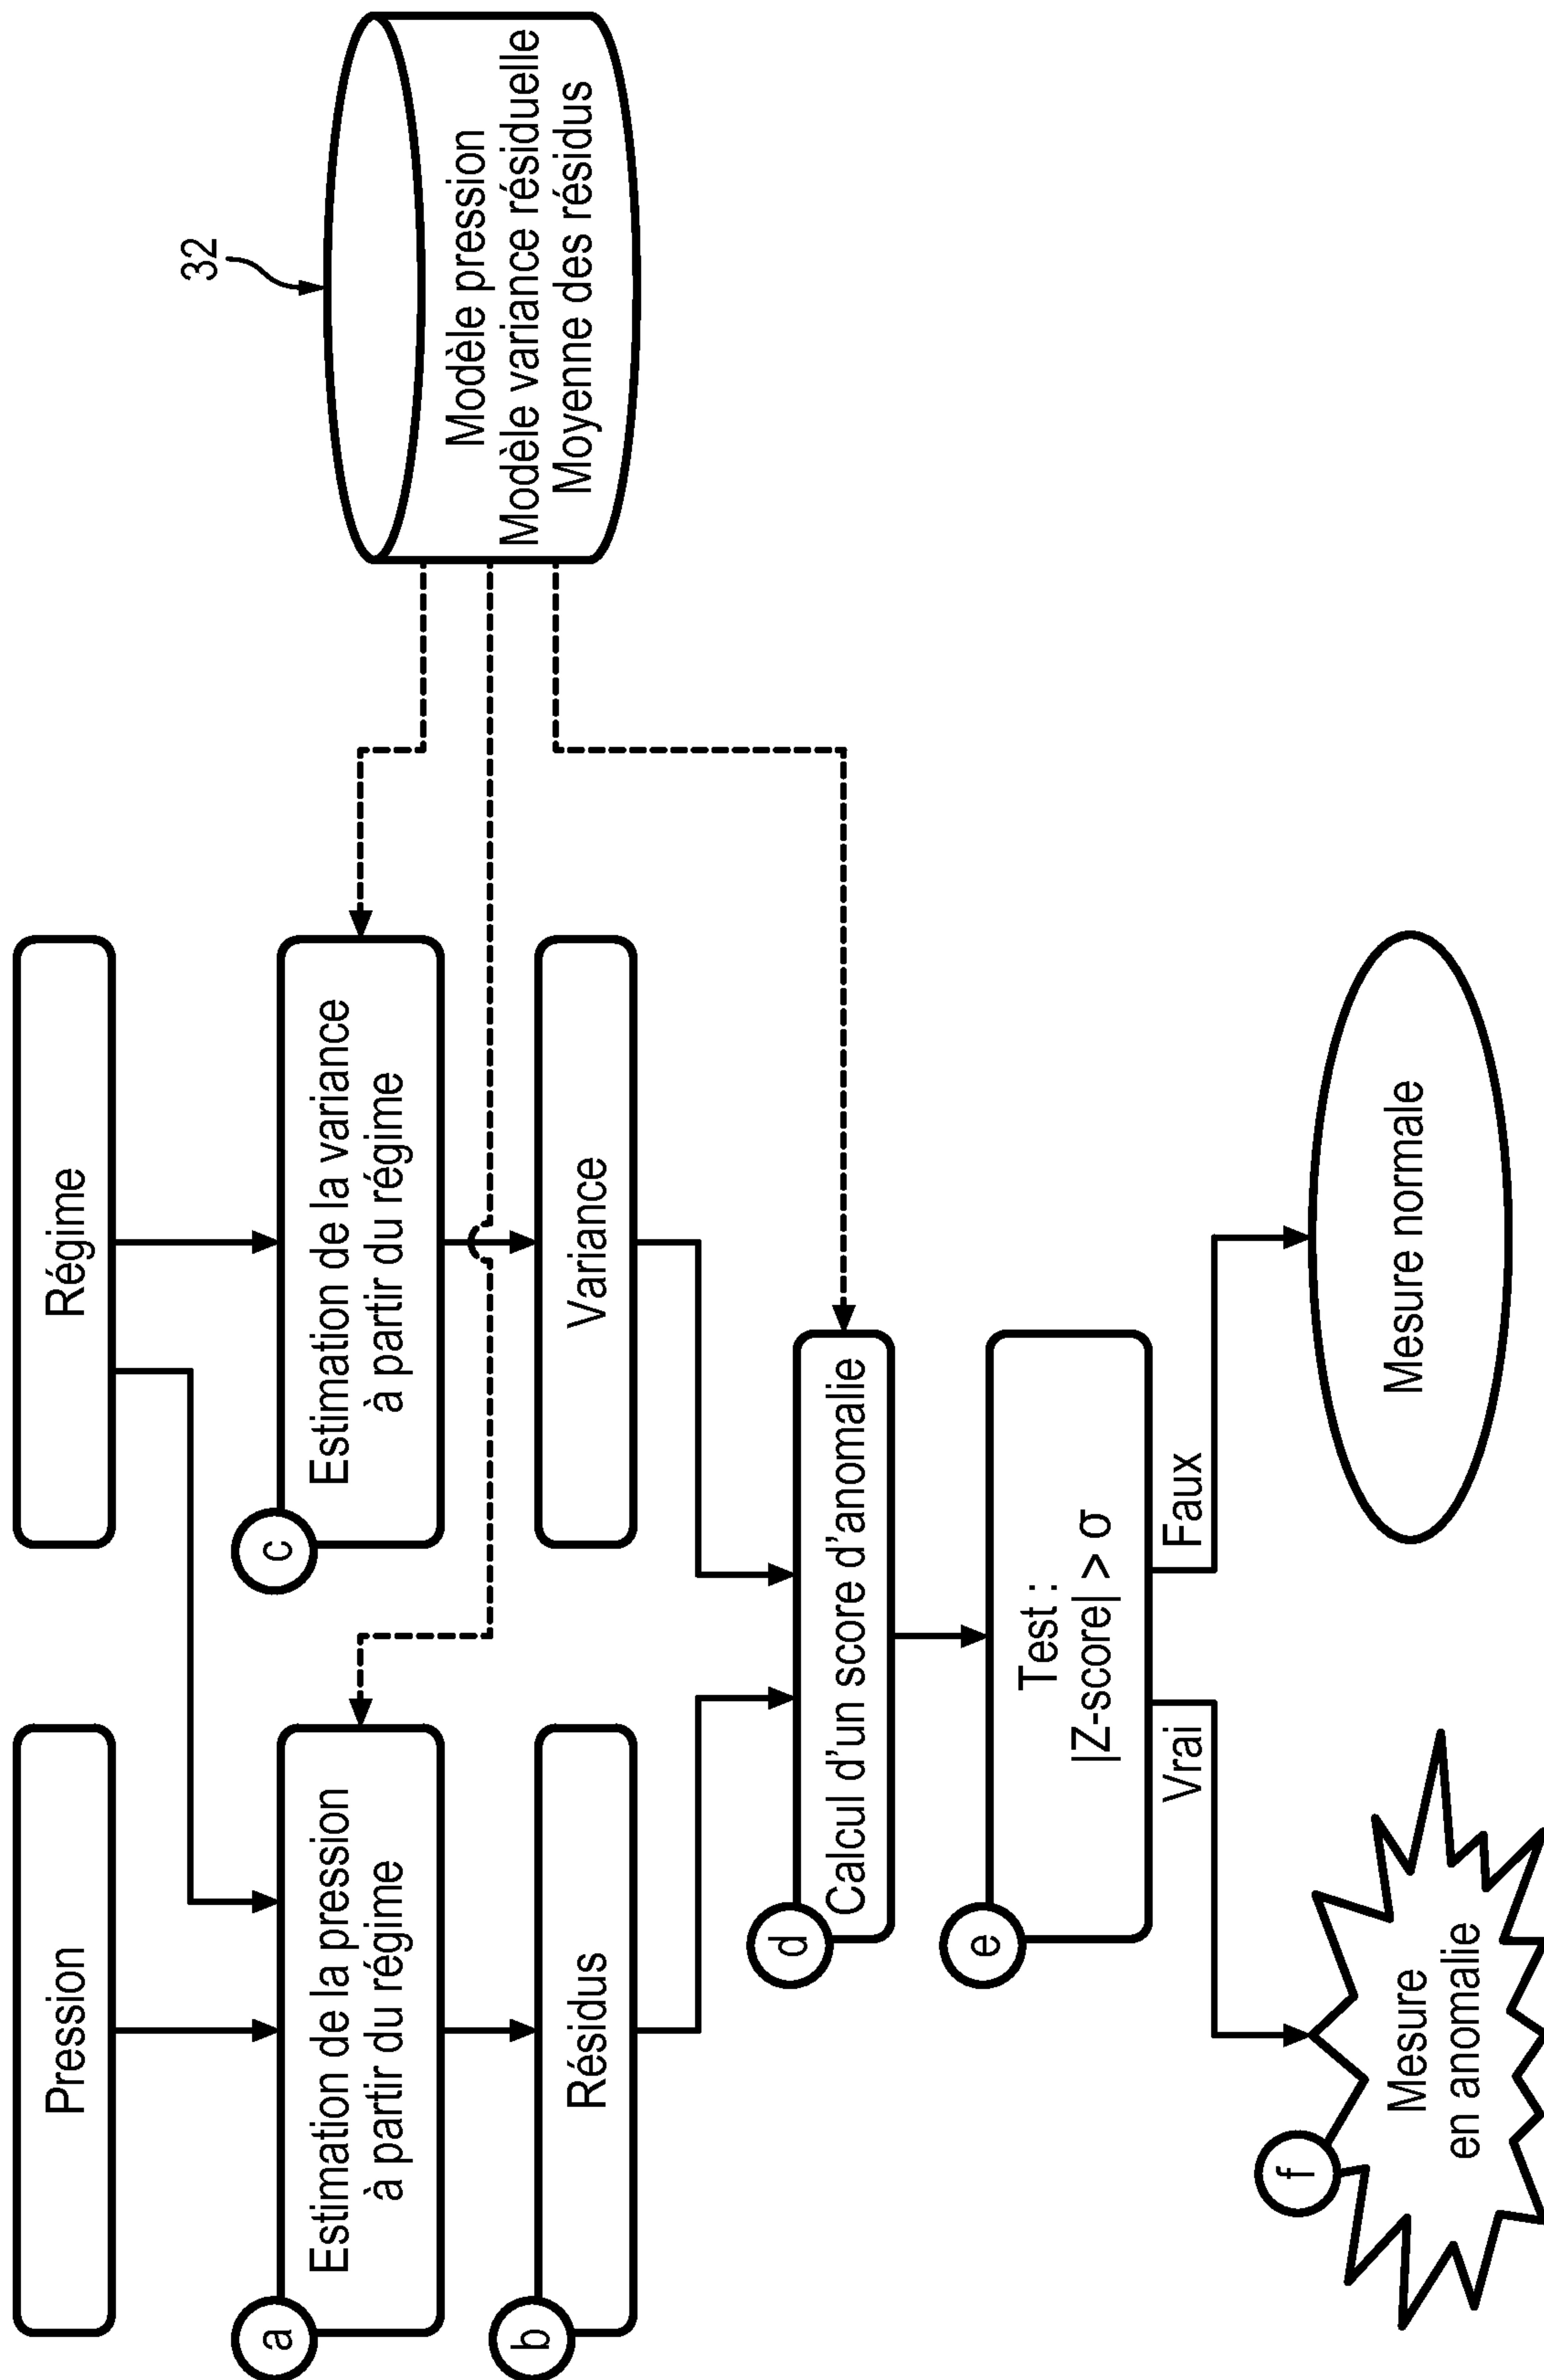 Pression
Régime
32
a
Estimation de la pression
à partir du régime
c
Estimation de la variance
à partir du régime
Modèle pression
Modèle variance résiduelle
Moyenne des résidus
b
Résidus
Variance
d
Calcul d'un score d'anomalie
e
Test :
|Z-score| > σ
Vrai
Faux
f
Mesure
en anomalie
Mesure normale